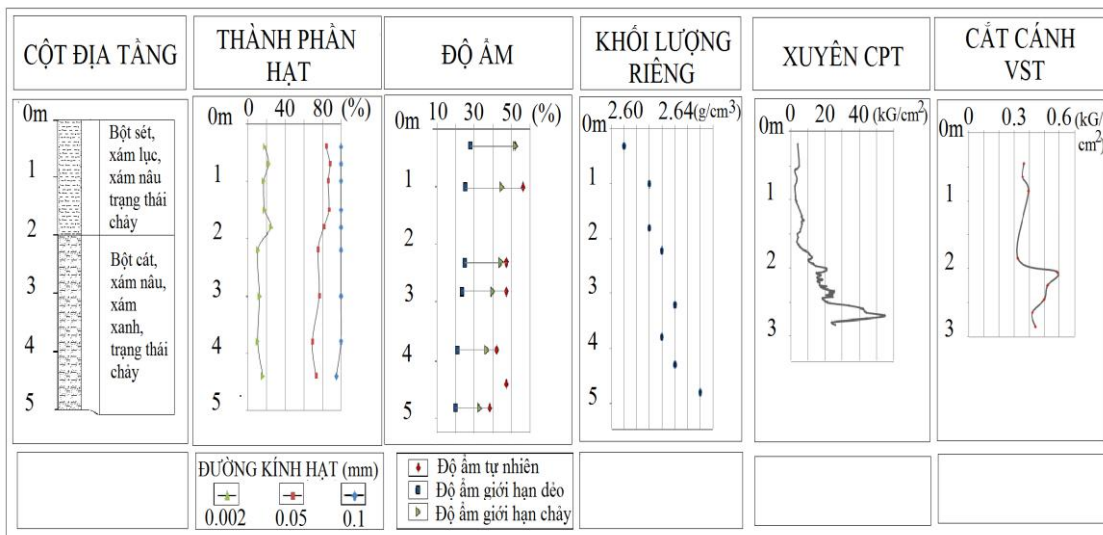 CỘT ĐỊA TẦNG
THÀNH PHẦN
HẠT
ĐỘ ẨM
KHỐI LƯỢNG
RIÊNG
XUYÊN CPT
CẮT CÁNH
VST
0m
1
2
3
4
5
Bột sét,
xám lục,
xám nâu
trạng thái
chảy
Bột cát,
xám nâu,
xám
xanh,
trạng thái
chảy
0 40 80 (%)
0m
1
2
3
4
5
10 30 50 (%)
0m
1
2
3
4
5
2.60 2.64 (g/cm³)
0m
1
2
3
4
5
0 20 40 (kG/cm²)
0m
1
2
3
0 0.3 0.6 (kG/
cm²)
0m
1
2
3
ĐƯỜNG KÍNH HẠT (mm)
0.002 0.05 0.1
Độ ẩm tự nhiên
Độ ẩm giới hạn dẻo
Độ ẩm giới hạn chảy